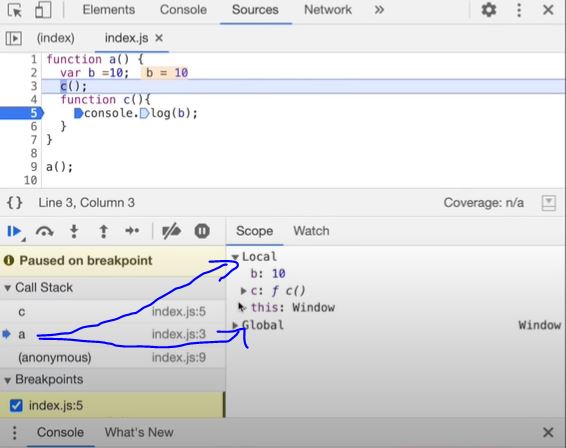 Elements Console Sources Network »
(index) index.js ×
1 function a() {
2 var b =10; b = 10
3 c();
4 function c(){
5 console.log(b);
6 }
7 }
8
9 a();
10
{} Line 3, Column 3 Coverage: n/a
Scope Watch
Paused on breakpoint
Call Stack
c index.js:5
a index.js:3
(anonymous) index.js:9
Breakpoints
index.js:5
Local
b: 10
c: ƒ c()
this: Window
Global Window
Console What's New